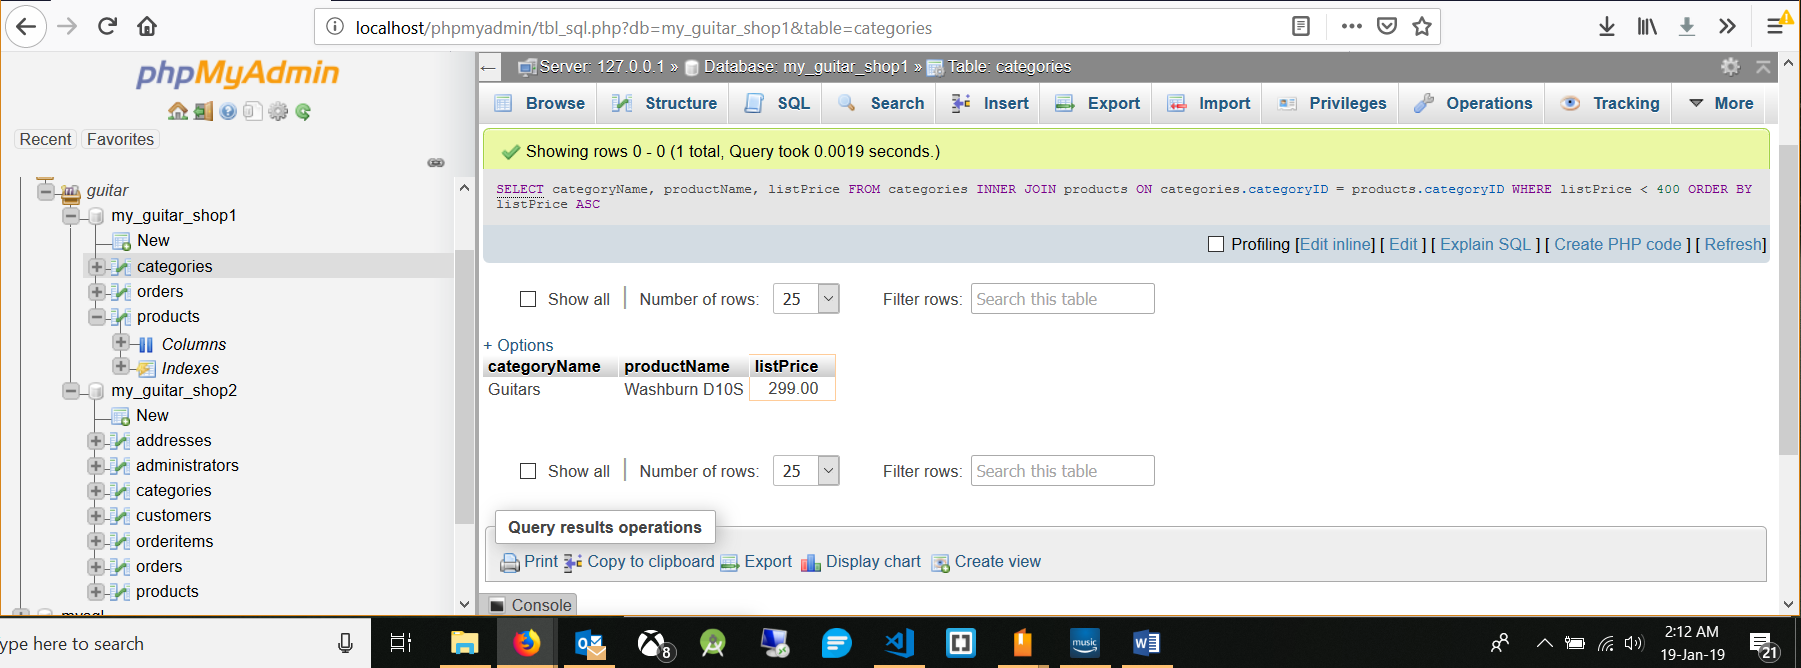 localhost/phpmyadmin/tbl_sql.php?db=my_guitar_shop1&table=categories
phpMyAdmin
Recent Favorites
guitar
my_guitar_shop1
New
categories
orders
products
Columns
Indexes
my_guitar_shop2
New
addresses
administrators
categories
customers
orderitems
orders
products
Server: 127.0.0.1 » Database: my_guitar_shop1 » Table: categories
Browse Structure SQL Search Insert Export Import Privileges Operations Tracking More
Showing rows 0 - 0 (1 total, Query took 0.0019 seconds.)
SELECT categoryName, productName, listPrice FROM categories INNER JOIN products ON categories.categoryID = products.categoryID WHERE listPrice < 400 ORDER BY
listPrice ASC
Profiling [Edit inline] [ Edit ] [ Explain SQL ] [ Create PHP code ] [ Refresh]
Show all | Number of rows: 25 Filter rows: Search this table
+ Options
categoryName productName listPrice
Guitars Washburn D10S 299.00
Show all | Number of rows: 25 Filter rows: Search this table
Query results operations
Print Copy to clipboard Export Display chart Create view
Console
ype here to search
8
music
2:12 AM
19-Jan-19
21